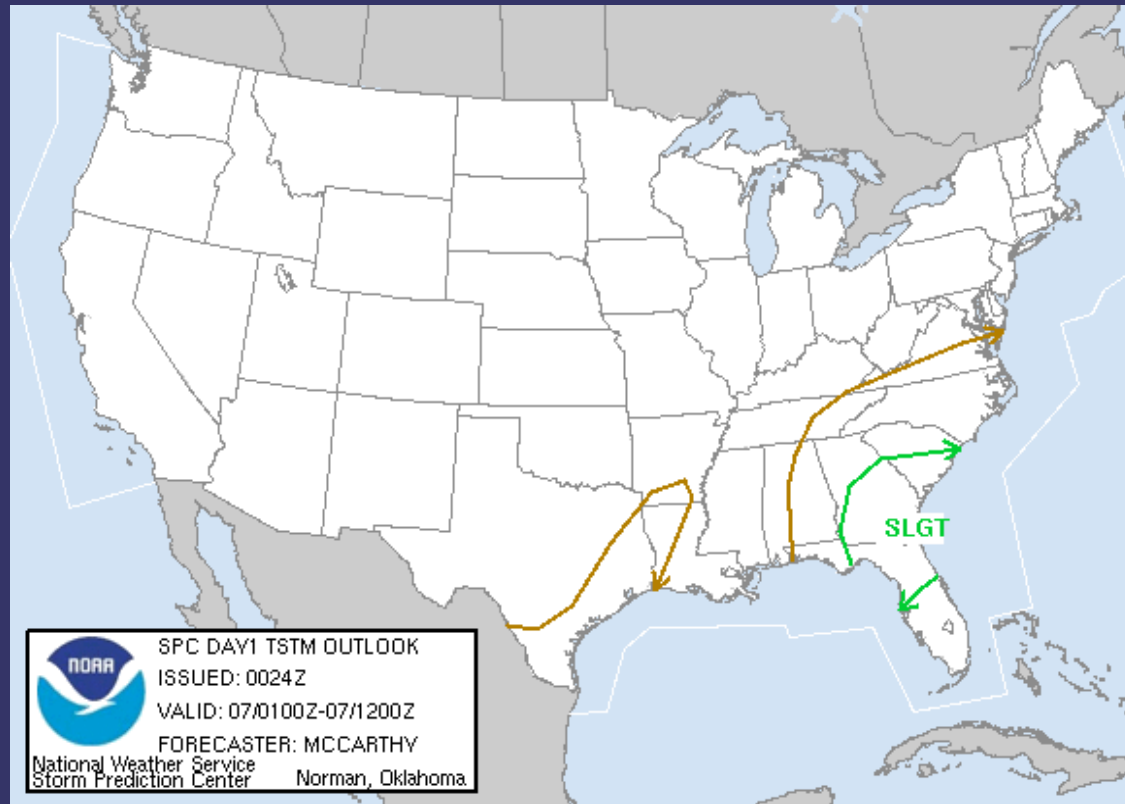 SLGT
NOAA
SPC DAY1 TSTM OUTLOOK
ISSUED: 0024Z
VALID: 07/0100Z-07/1200Z
FORECASTER: MCCARTHY
National Weather Service
Storm Prediction Center Norman, Oklahoma